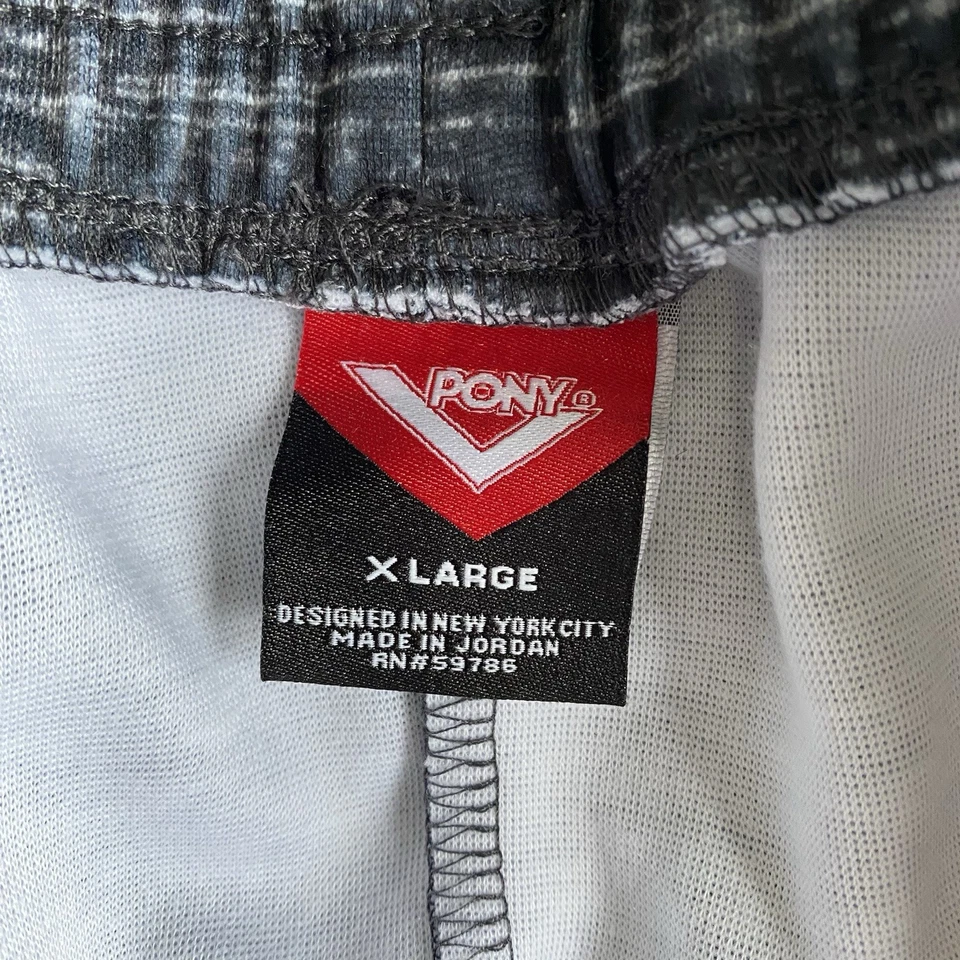 PONY®
X LARGE
DESIGNED IN NEW YORK CITY
MADE IN JORDAN
RN#59786